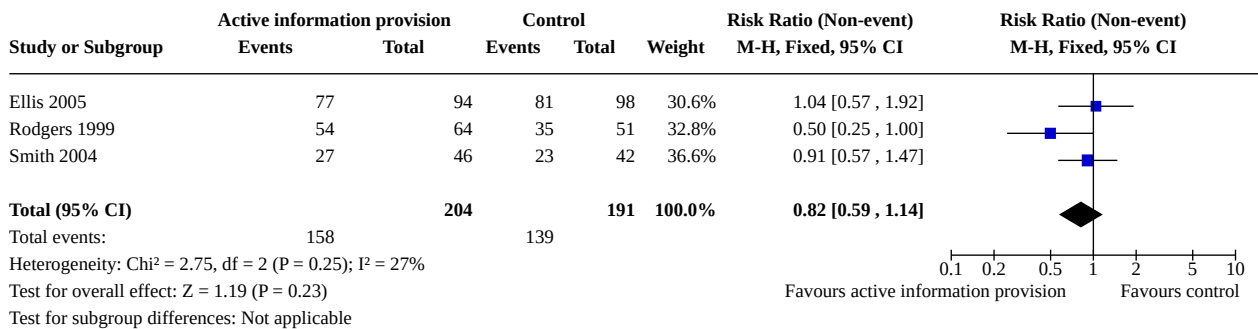 Active information provision Control Risk Ratio (Non-event) Risk Ratio (Non-event)
Study or Subgroup Events Total Events Total Weight M-H, Fixed, 95% CI M-H, Fixed, 95% CI
Ellis 2005 77 94 81 98 30.6% 1.04 [0.57 , 1.92]
Rodgers 1999 54 64 35 51 32.8% 0.50 [0.25 , 1.00]
Smith 2004 27 46 23 42 36.6% 0.91 [0.57 , 1.47]
Total (95% CI) 204 191 100.0% 0.82 [0.59 , 1.14]
Total events: 158 139
Heterogeneity: Chi² = 2.75, df = 2 (P = 0.25); I² = 27%
0.1 0.2 0.5 1 2 5 10
Test for overall effect: Z = 1.19 (P = 0.23) Favours active information provision Favours control
Test for subgroup differences: Not applicable